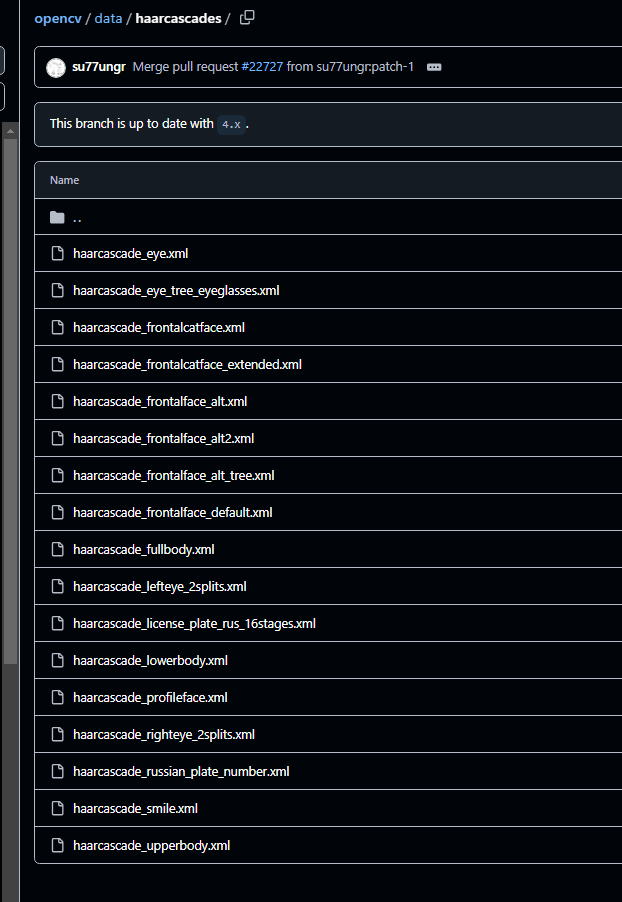 opencv / data / haarcascades /
su77ungr Merge pull request #22727 from su77ungr:patch-1
This branch is up to date with 4.x .
Name
..
haarcascade_eye.xml
haarcascade_eye_tree_eyeglasses.xml
haarcascade_frontalcatface.xml
haarcascade_frontalcatface_extended.xml
haarcascade_frontalface_alt.xml
haarcascade_frontalface_alt2.xml
haarcascade_frontalface_alt_tree.xml
haarcascade_frontalface_default.xml
haarcascade_fullbody.xml
haarcascade_lefteye_2splits.xml
haarcascade_license_plate_rus_16stages.xml
haarcascade_lowerbody.xml
haarcascade_profileface.xml
haarcascade_righteye_2splits.xml
haarcascade_russian_plate_number.xml
haarcascade_smile.xml
haarcascade_upperbody.xml